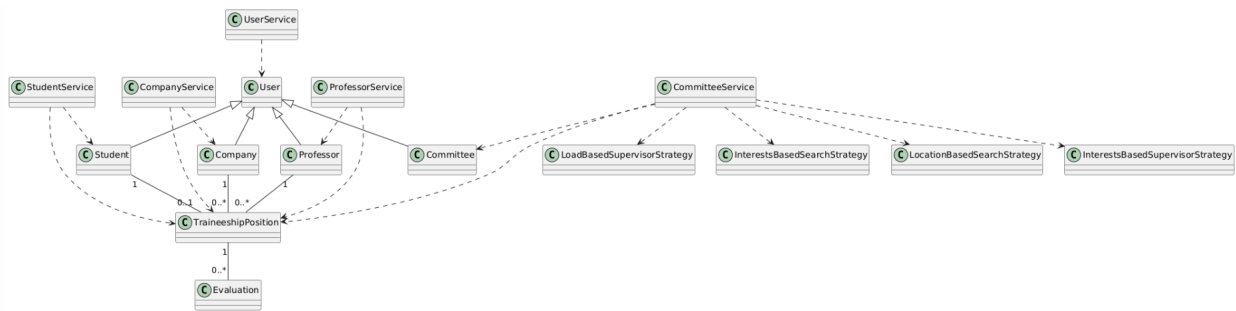 C UserService
C StudentService
C CompanyService
C User
C ProfessorService
C CommitteeService
C Student
C Company
C Professor
C Committee
C LoadBasedSupervisorStrategy
C InterestsBasedSearchStrategy
C LocationBasedSearchStrategy
C InterestsBasedSupervisorStrategy
1
1
1
0..1
0..*
0..*
C TraineeshipPosition
1
0..*
C Evaluation